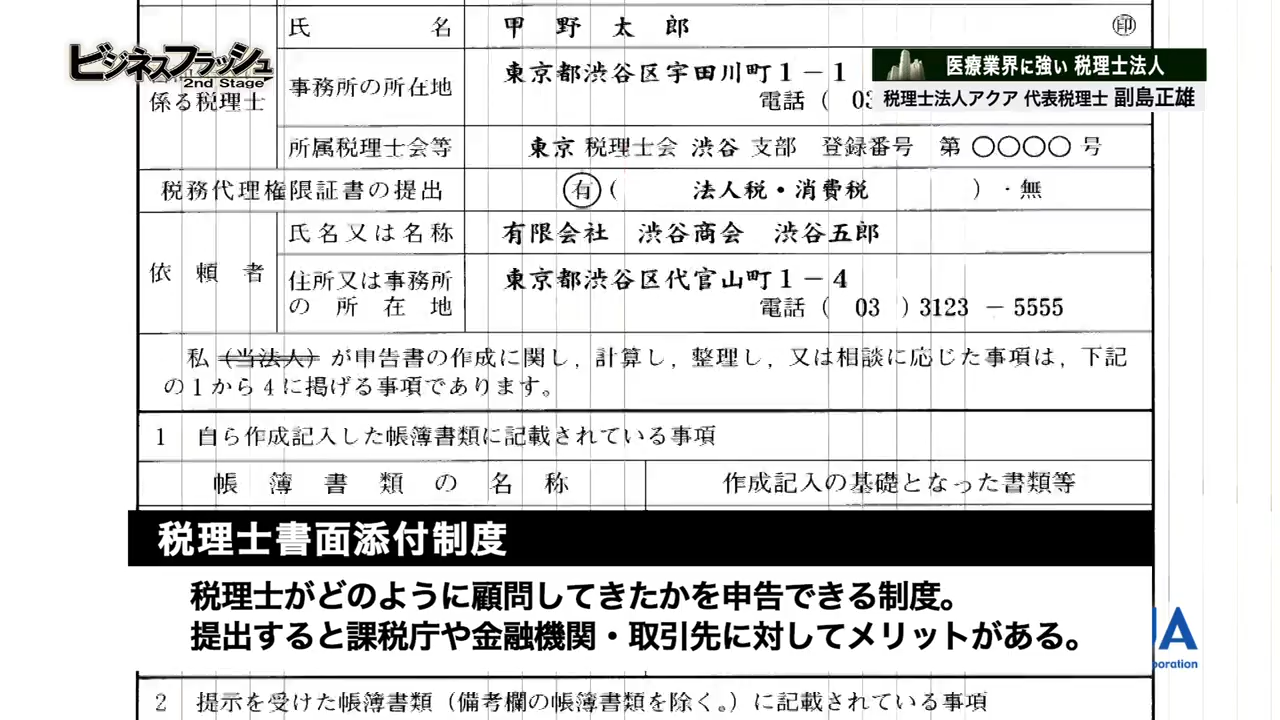 氏名 甲野太郎 ㊞
ビジネスフラッシュ
2nd Stage
医療業界に強い 税理士法人
税理士法人アクア 代表税理士 副島正雄
係る税理士
事務所の所在地 東京都渋谷区宇田川町1－1
電話( 03
所属税理士会等 東京 税理士会 渋谷 支部 登録番号 第 〇〇〇〇 号
税務代理権限証書の提出 有 ( 法人税・消費税 ) ・無
依頼者
氏名又は名称 有限会社 渋谷商会 渋谷五郎
住所又は事務所の所在地 東京都渋谷区代官山町1－4
電話( 03 )3123 － 5555
私(当法人)が申告書の作成に関し, 計算し, 整理し, 又は相談に応じた事項は, 下記
の1から4に掲げる事項であります。
1 自ら作成記入した帳簿書類に記載されている事項
帳簿書類の名称 作成記入の基礎となった書類等
税理士書面添付制度
税理士がどのように顧問してきたかを申告できる制度。
提出すると課税庁や金融機関・取引先に対してメリットがある。
UA
poration
2 提示を受けた帳簿書類(備考欄の帳簿書類を除く。)に記載されている事項